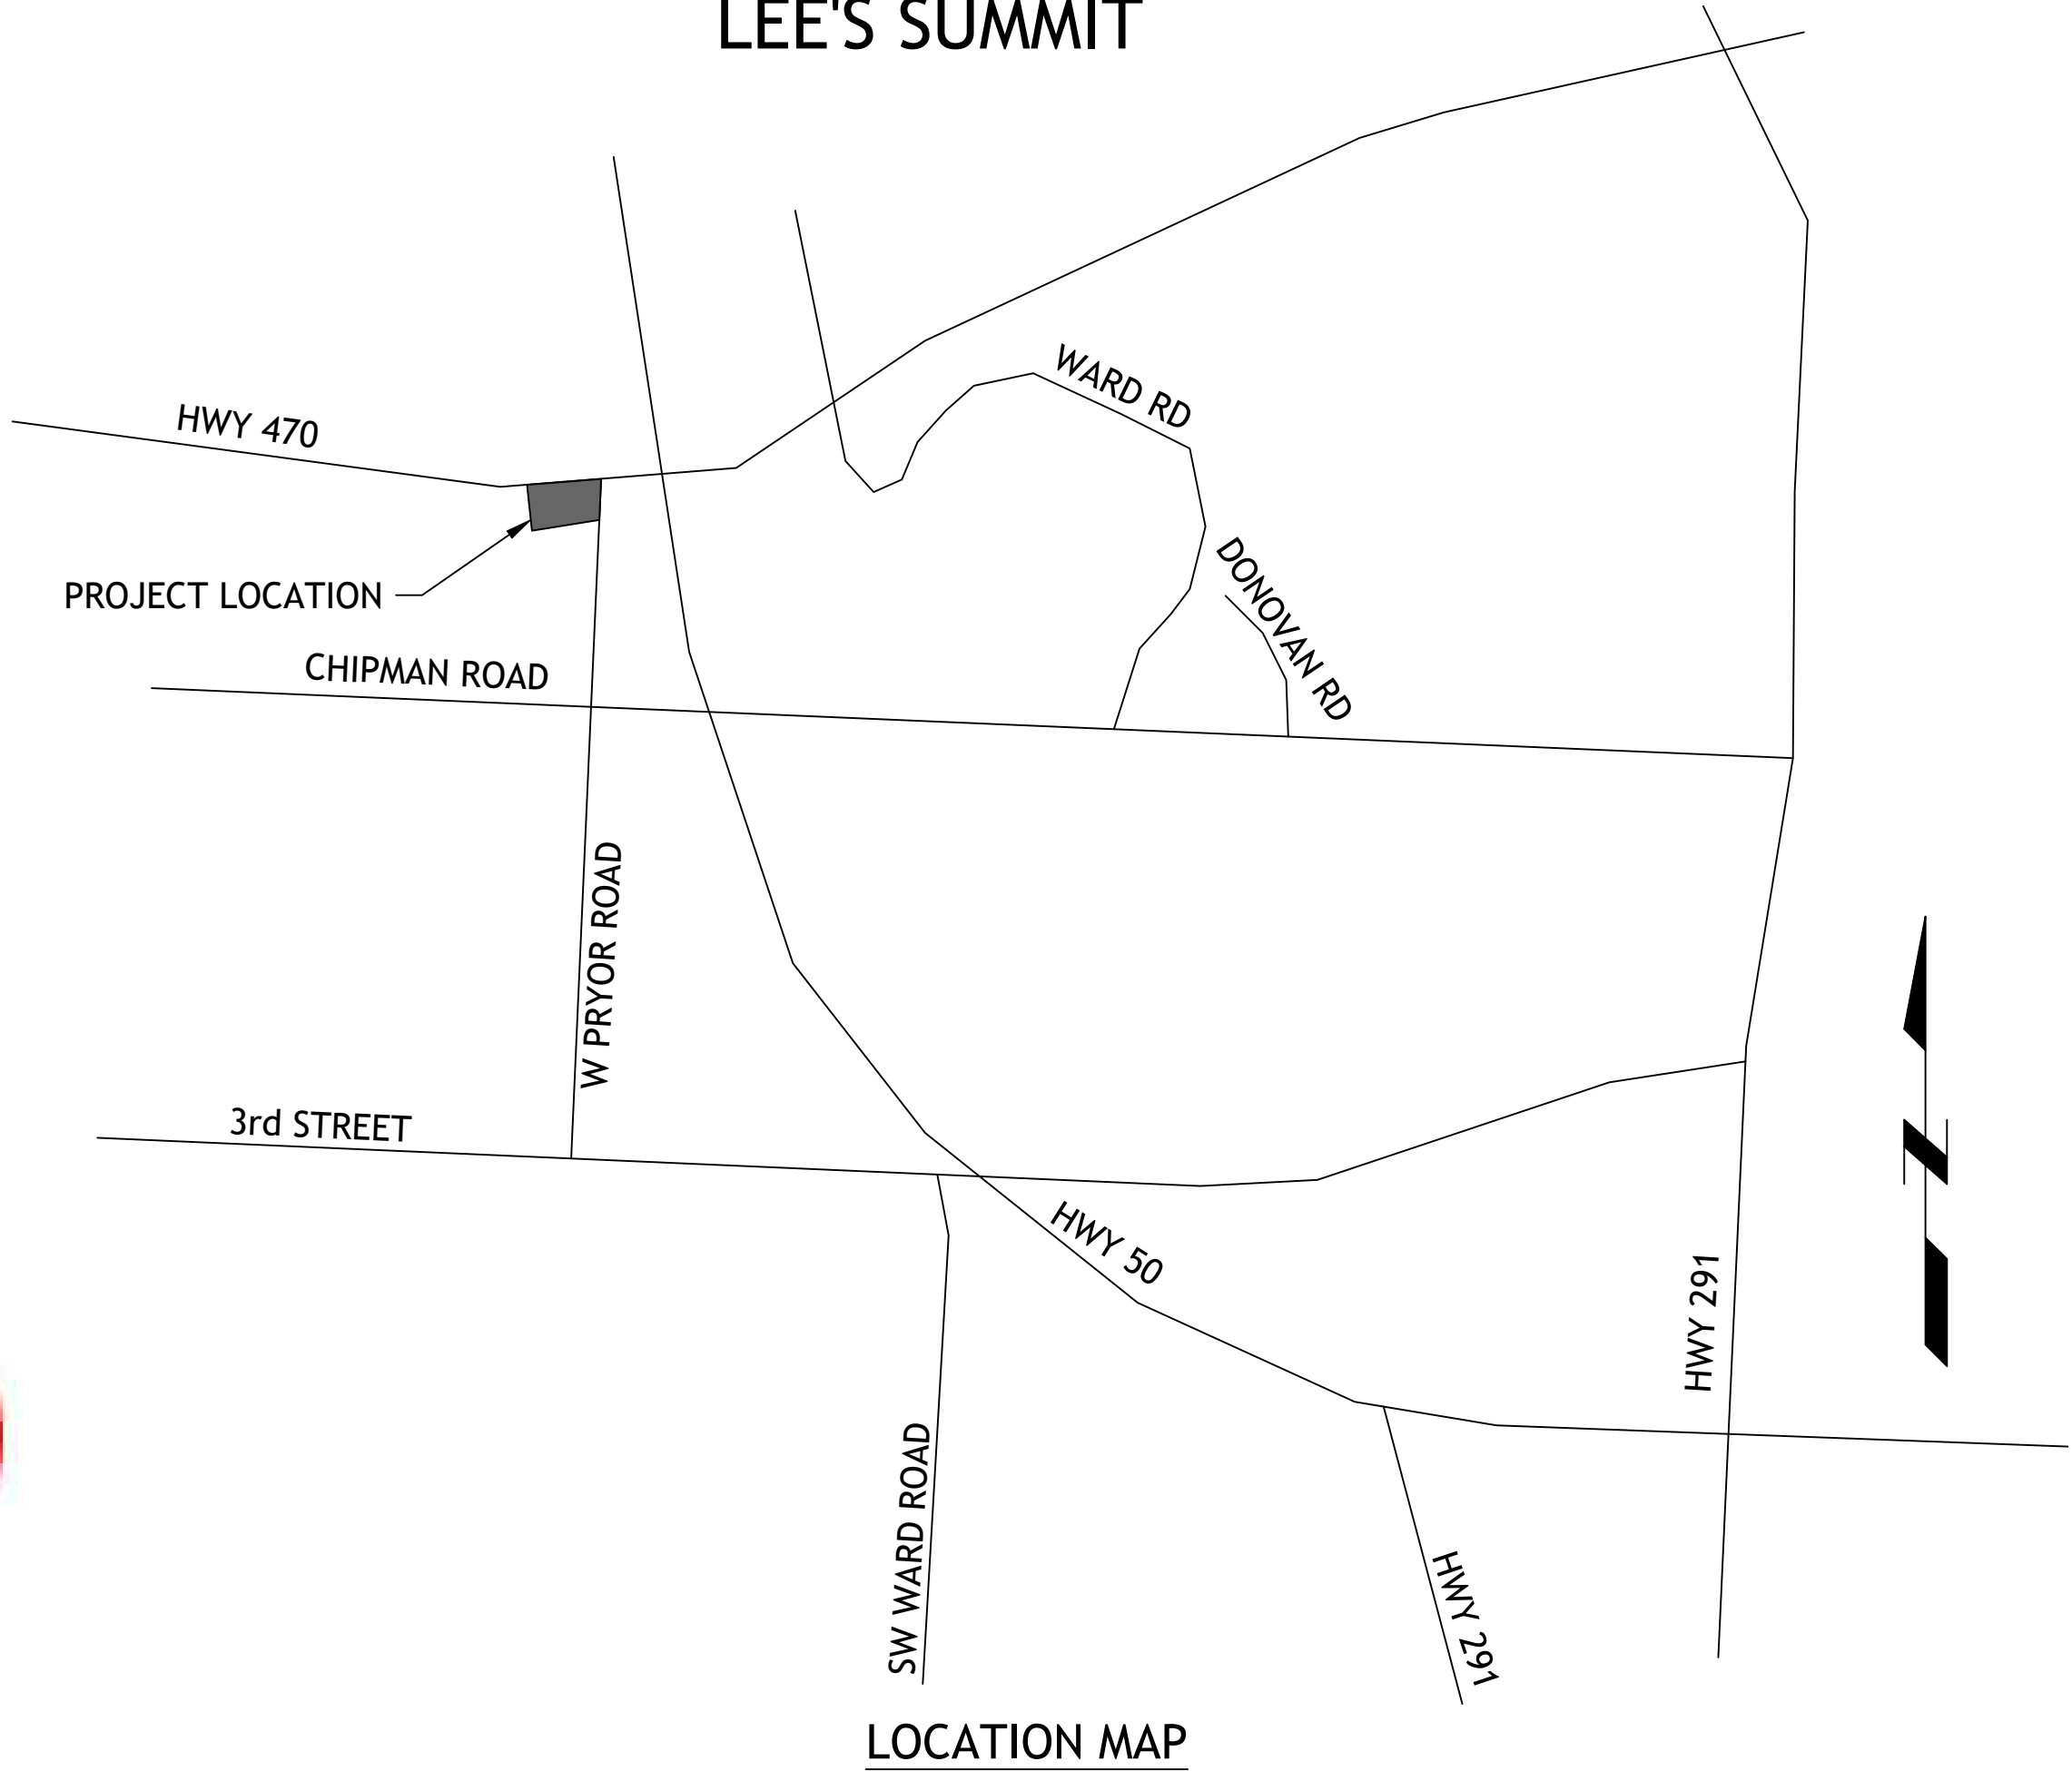 LEE'S SUMMIT
WARD RD
HWY 470
DONOVAN RD
PROJECT LOCATION
CHIPMAN ROAD
W PRYOR ROAD
3rd STREET
N
HWY 50
HWY 291
SW WARD ROAD
HWY 291
LOCATION MAP